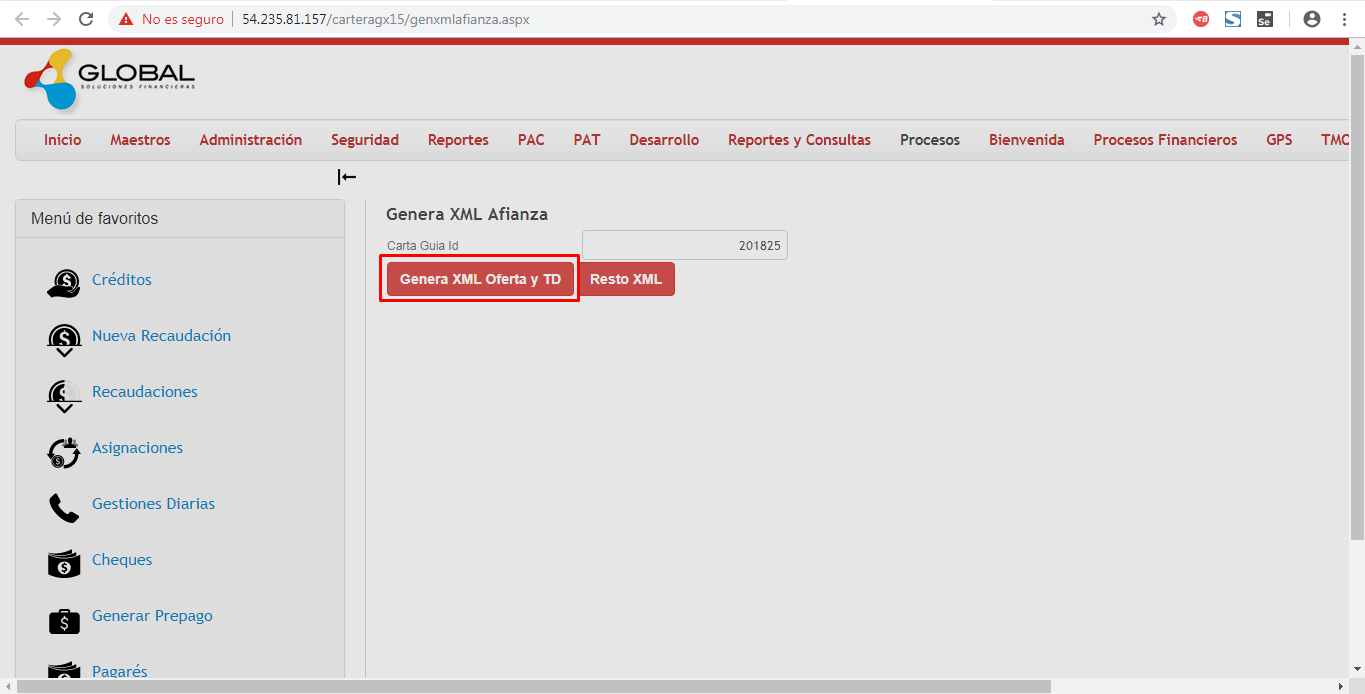 No es seguro 54.235.81.157/carteragx15/genxmlafianza.aspx
GLOBAL
SOLUCIONES FINANCIERAS
Inicio Maestros Administración Seguridad Reportes PAC PAT Desarrollo Reportes y Consultas Procesos Bienvenida Procesos Financieros GPS TMO
Menú de favoritos
Créditos
Nueva Recaudación
Recaudaciones
Asignaciones
Gestiones Diarias
Cheques
Generar Prepago
Pagarés
Genera XML Afianza
Carta Guia Id 201825
Genera XML Oferta y TD Resto XML